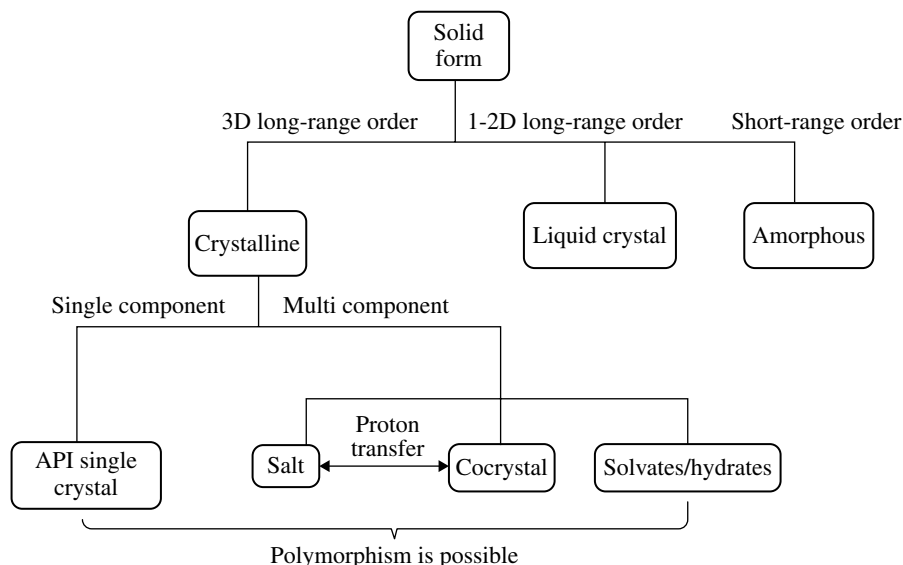 Solid
form
3D long-range order
1-2D long-range order
Short-range order
Crystalline
Liquid crystal
Amorphous
Single component
Multi component
Proton
transfer
API single
crystal
Salt
Cocrystal
Solvates/hydrates
Polymorphism is possible